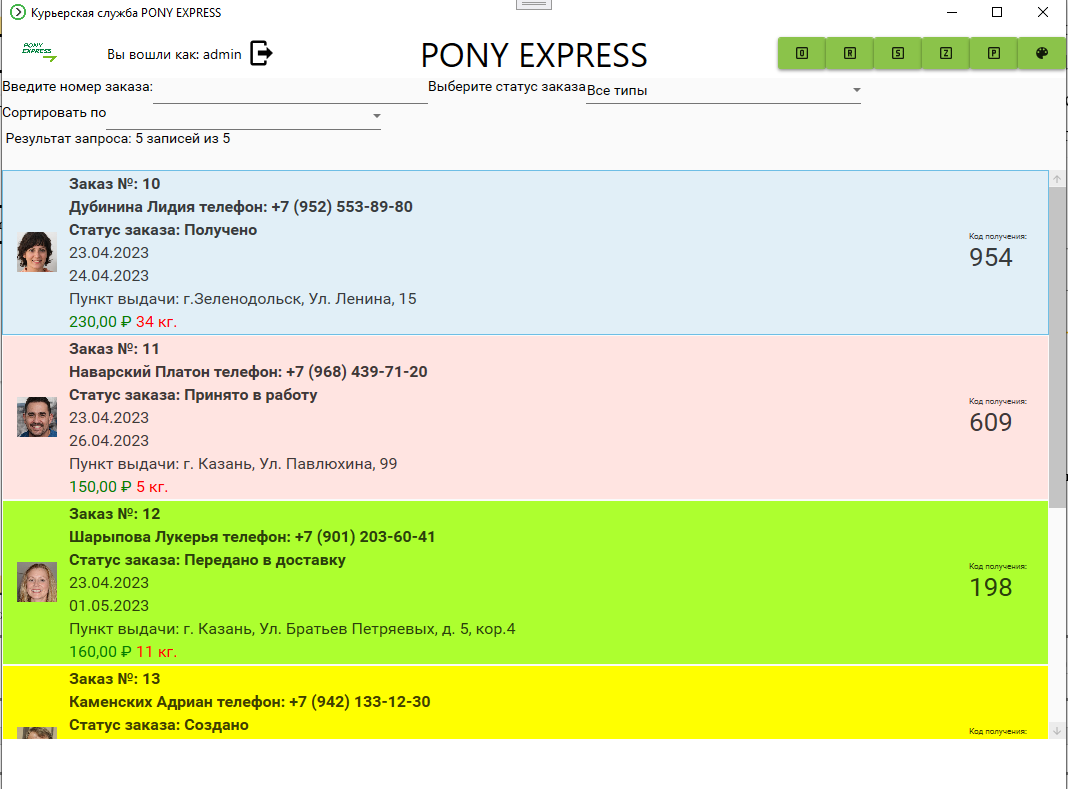 Курьерская служба PONY EXPRESS
PONY
EXPRESS
Вы вошли как: admin
PONY EXPRESS
O R S Z P
Введите номер заказа:
Выберите статус заказа Все типы
Сортировать по
Результат запроса: 5 записей из 5
Заказ №: 10
Дубинина Лидия телефон: +7 (952) 553-89-80
Статус заказа: Получено
23.04.2023
24.04.2023
Пункт выдачи: г.Зеленодольск, Ул. Ленина, 15
230,00 ₽ 34 кг.
Код получения:
954
Заказ №: 11
Наварский Платон телефон: +7 (968) 439-71-20
Статус заказа: Принято в работу
23.04.2023
26.04.2023
Пункт выдачи: г. Казань, Ул. Павлюхина, 99
150,00 ₽ 5 кг.
Код получения:
609
Заказ №: 12
Шарыпова Лукерья телефон: +7 (901) 203-60-41
Статус заказа: Передано в доставку
23.04.2023
01.05.2023
Пункт выдачи: г. Казань, Ул. Братьев Петряевых, д. 5, кор.4
160,00 ₽ 11 кг.
Код получения:
198
Заказ №: 13
Каменских Адриан телефон: +7 (942) 133-12-30
Статус заказа: Создано
Код получения: